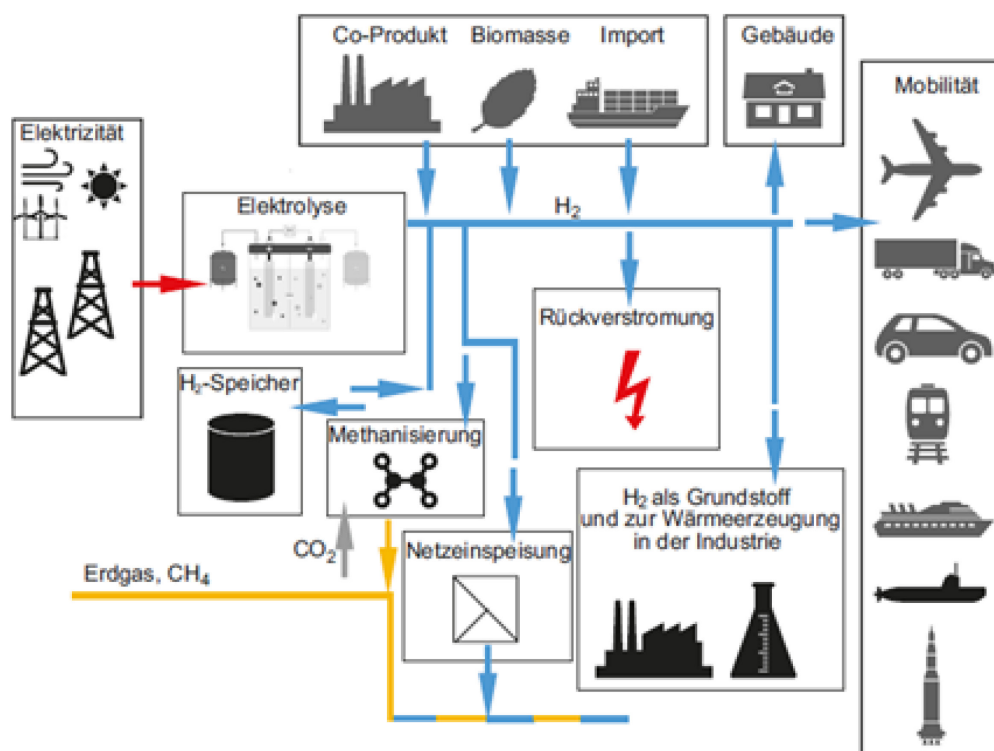 Co-Produkt
Biomasse
Import
Gebäude
Mobilität
Elektrizität
Elektrolyse
H₂
Rückverstromung
H₂-Speicher
Methanisierung
H₂ als Grundstoff
und zur Wärmeerzeugung
in der Industrie
CO₂
Netzeinspeisung
Erdgas, CH₄